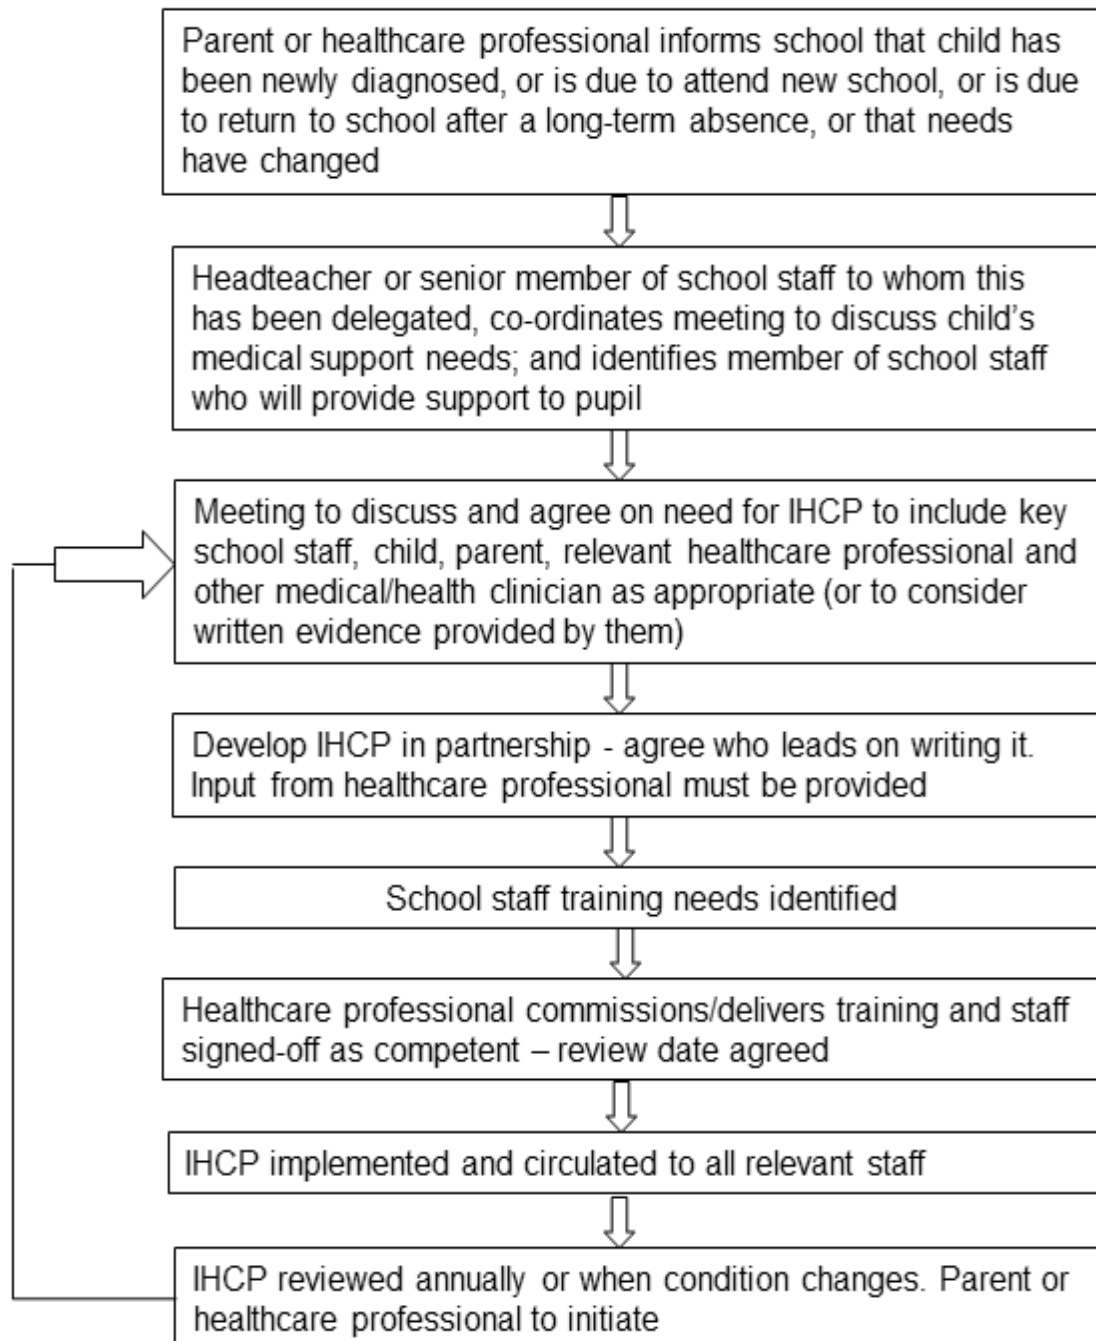 Parent or healthcare professional informs school that child has
been newly diagnosed, or is due to attend new school, or is due
to return to school after a long-term absence, or that needs
have changed
Headteacher or senior member of school staff to whom this
has been delegated, co-ordinates meeting to discuss child's
medical support needs; and identifies member of school staff
who will provide support to pupil
Meeting to discuss and agree on need for IHCP to include key
school staff, child, parent, relevant healthcare professional and
other medical/health clinician as appropriate (or to consider
written evidence provided by them)
Develop IHCP in partnership - agree who leads on writing it.
Input from healthcare professional must be provided
School staff training needs identified
Healthcare professional commissions/delivers training and staff
signed-off as competent – review date agreed
IHCP implemented and circulated to all relevant staff
IHCP reviewed annually or when condition changes. Parent or
healthcare professional to initiate